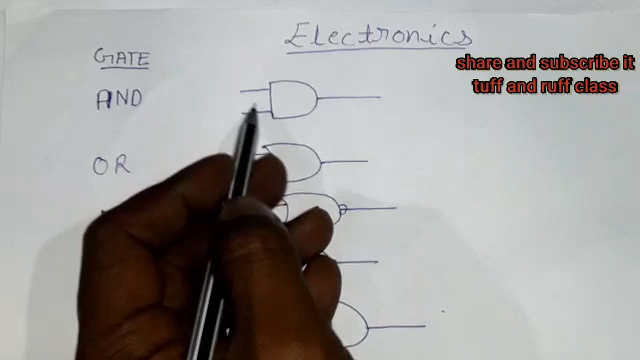 Electronics
share and subscribe it
tuff and ruff class
GATE
AND
OR